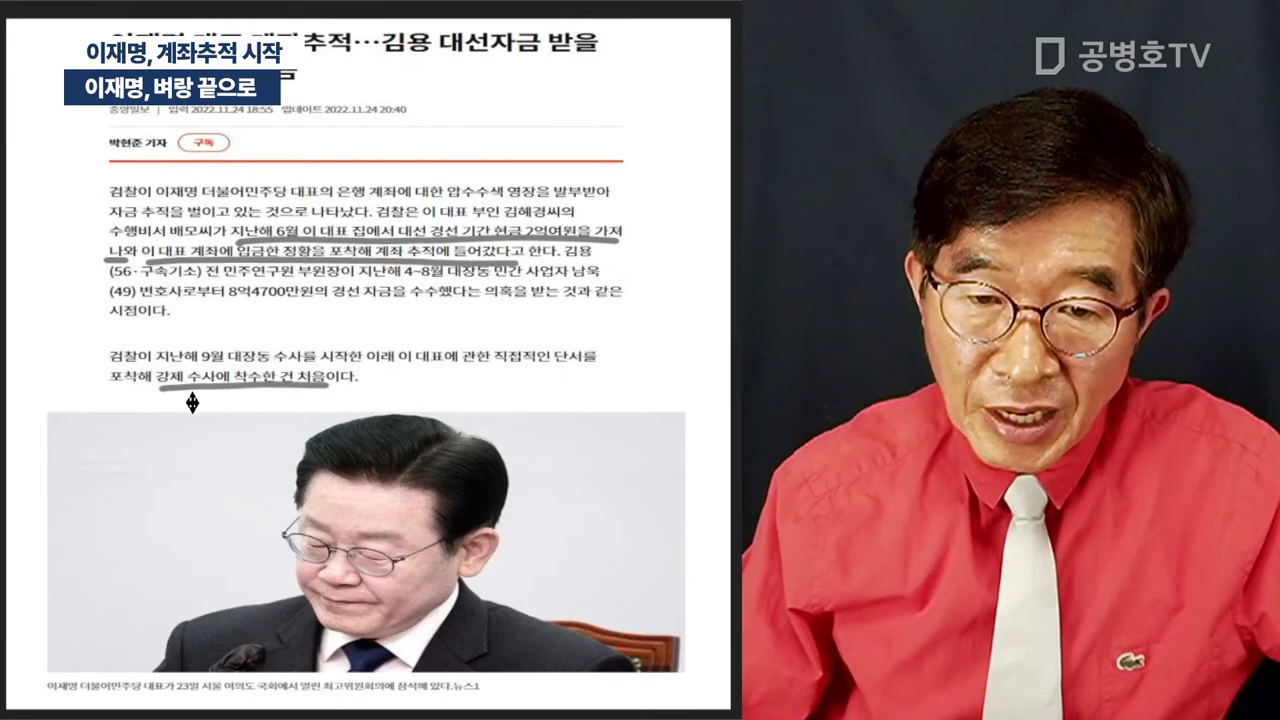 추적…김용 대선자금 받을
이재명, 계좌추적 시작
이재명, 벼랑 끝으로
공병호TV
중앙일보 | 입력 2022.11.24 18:55 업데이트 2022.11.24 20:40
박현준 기자 구독
검찰이 이재명 더불어민주당 대표의 은행 계좌에 대한 압수수색 영장을 발부받아
자금 추적을 벌이고 있는 것으로 나타났다. 검찰은 이 대표 부인 김혜경씨의
수행비서 배모씨가 지난해 6월 이 대표 집에서 대선 경선 기간 현금 2억여원을 가져
나와 이 대표 계좌에 입금한 정황을 포착해 계좌 추적에 들어갔다고 한다. 김용
(56·구속기소) 전 민주연구원 부원장이 지난해 4~8월 대장동 민간 사업자 남욱
(49) 변호사로부터 8억4700만원의 경선 자금을 수수했다는 의혹을 받는 것과 같은
시점이다.
검찰이 지난해 9월 대장동 수사를 시작한 이래 이 대표에 관한 직접적인 단서를
포착해 강제 수사에 착수한 건 처음이다.
이재명 더불어민주당 대표가 23일 서울 여의도 국회에서 열린 최고위원회의에 참석해 있다.뉴스1